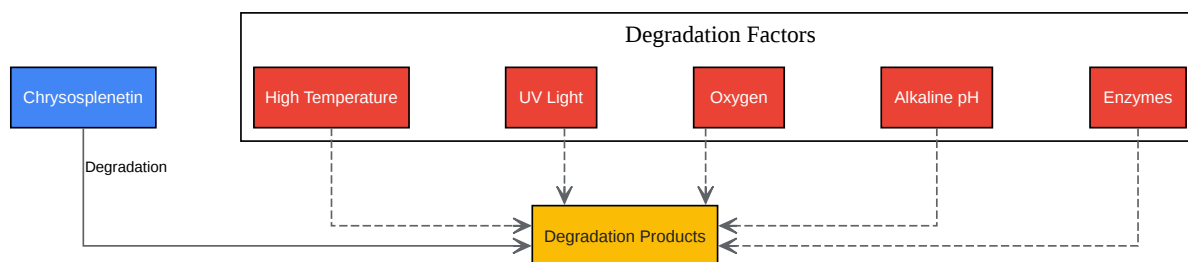 Degradation Factors
Chrysosplenetin
High Temperature
UV Light
Oxygen
Alkaline pH
Enzymes
Degradation
Degradation Products